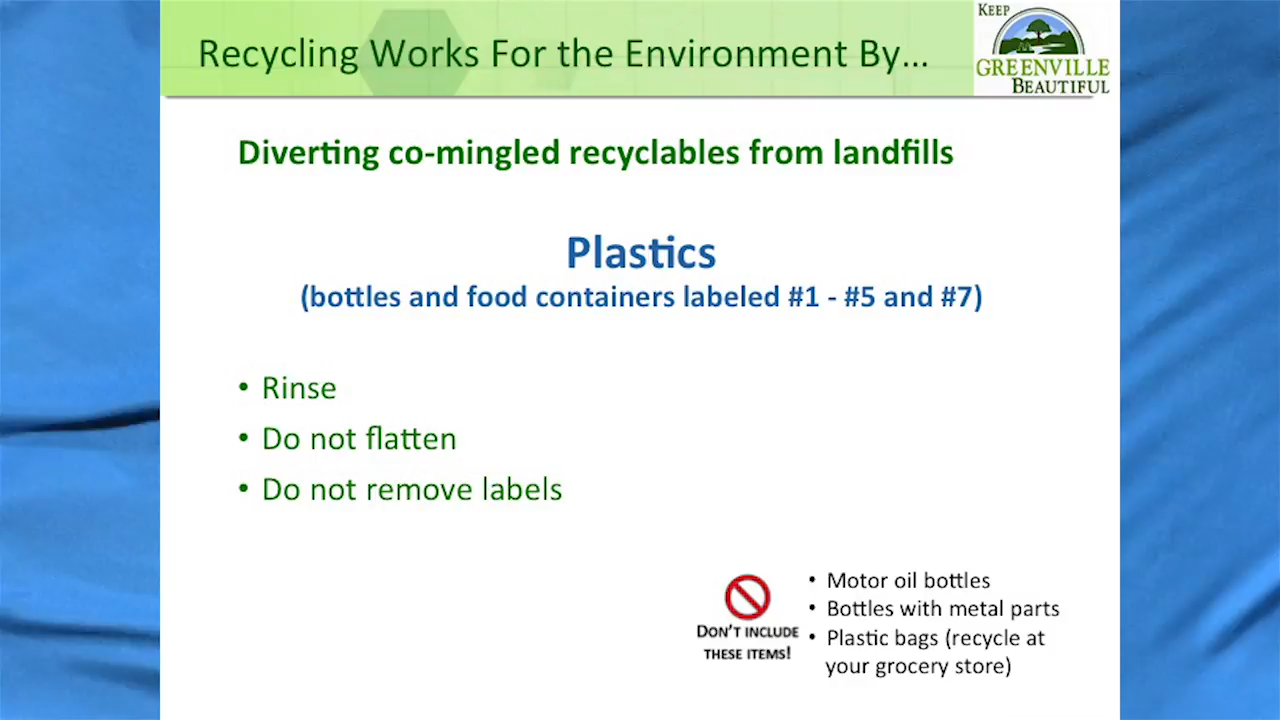 Recycling Works For the Environment By...
KEEP
GREENVILLE
BEAUTIFUL
Diverting co-mingled recyclables from landfills
Plastics
(bottles and food containers labeled #1 - #5 and #7)
• Rinse
• Do not flatten
• Do not remove labels
DON'T INCLUDE
THESE ITEMS!
• Motor oil bottles
• Bottles with metal parts
• Plastic bags (recycle at
your grocery store)